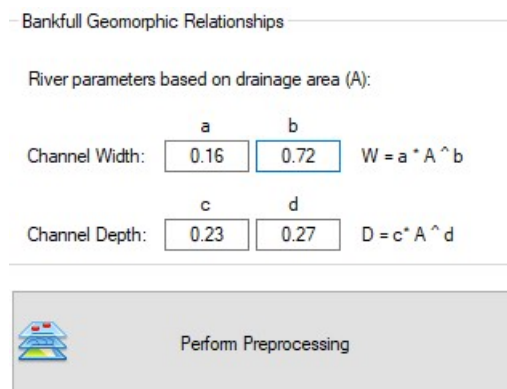 Bankfull Geomorphic Relationships
River parameters based on drainage area (A):
a b
Channel Width: 0.16 0.72 W = a * A ^ b
c d
Channel Depth: 0.23 0.27 D = c* A ^ d
Perform Preprocessing